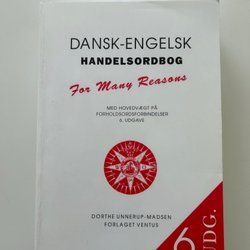 DANSK-ENGELSK
HANDELSORDBOG
For Many Reasons
MED HOVEDVÆGT PÅ
FORHOLDSORDSFORBINDELSER
6. UDGAVE
DORTHE UNNERUP-MADSEN
FORLAGET VENTUS
6
UDG.